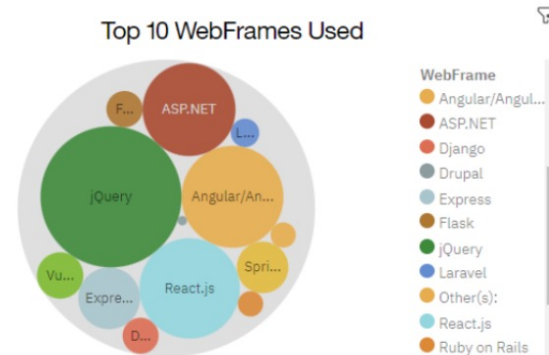 Top 10 WebFrames Used
F...
ASP.NET
L...
jQuery
Angular/An...
Vu...
Expre...
React.js
Spri...
D...
WebFrame
Angular/Angul...
ASP.NET
Django
Drupal
Express
Flask
jQuery
Laravel
Other(s):
React.js
Ruby on Rails